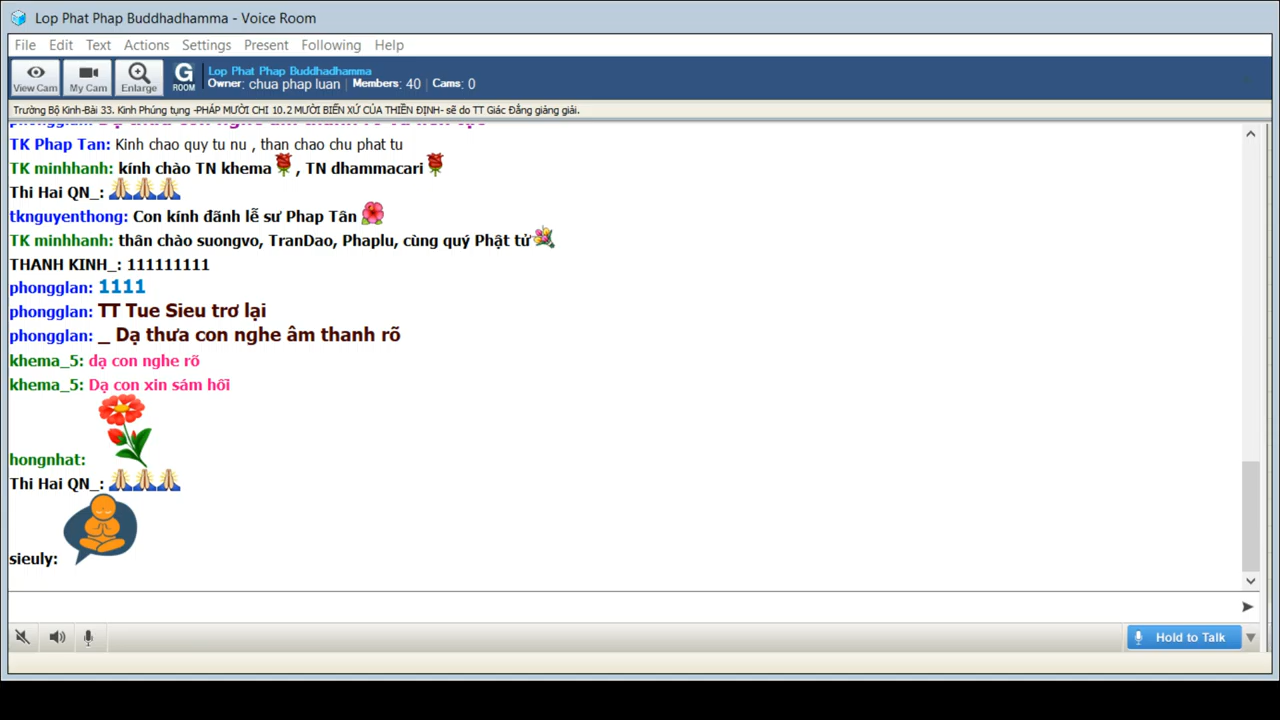 Lop Phat Phap Buddhadhamma - Voice Room
File Edit Text Actions Settings Present Following Help
View Cam My Cam Enlarge G ROOM
Lop Phat Phap Buddhadhamma
Owner: chua phap luan | Members: 40 | Cams: 0
Trường Bộ Kinh-Bài 33. Kinh Phúng tụng -PHÁP MƯỜI CHI 10.2 MƯỜI BIẾN XỨ CỦA THIỀN ĐỊNH- sẽ do TT Giác Đẳng giảng giải.
TK Phap Tan: Kinh chao quy tu nu , than chao chu phat tu
TK minhhanh: kính chào TN khema , TN dhammacari
Thi Hai QN_:
tknguyenthong: Con kính đãnh lễ sư Phap Tân
TK minhhanh: thân chào suongvo, TranDao, Phaplu, cùng quý Phật tử
THANH KINH_: 111111111
phongglan: 1111
phongglan: TT Tue Sieu trơ lại
phongglan: _ Dạ thưa con nghe âm thanh rõ
khema_5: dạ con nghe rõ
khema_5: Dạ con xin sám hối
hongnhat:
Thi Hai QN_:
sieuly:
Hold to Talk